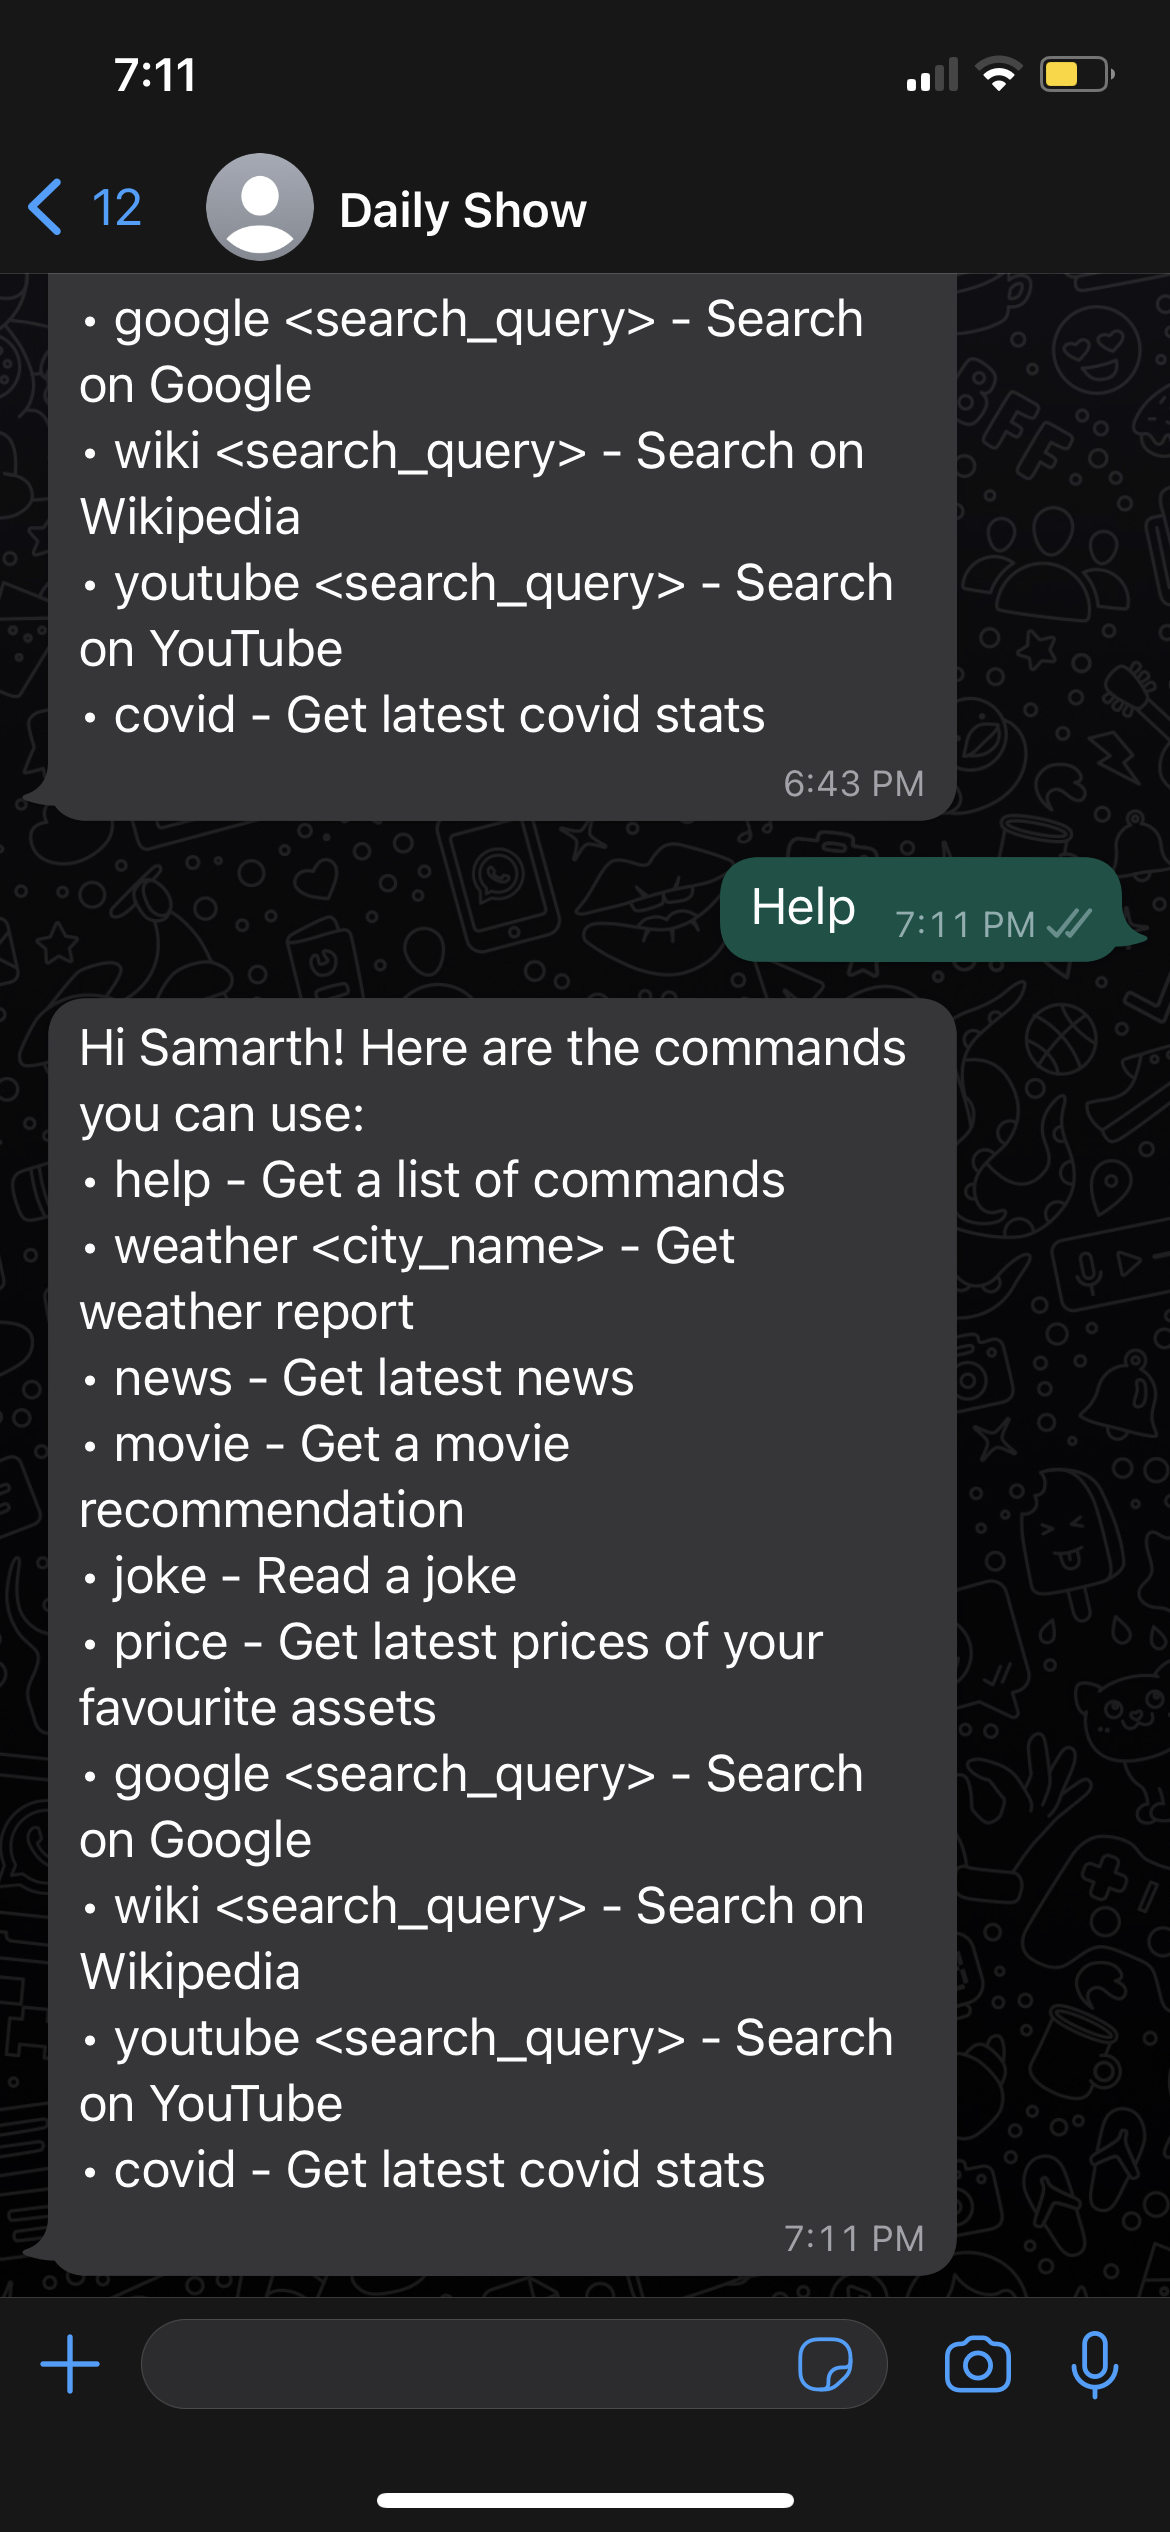 7:11
12
Daily Show
• google <search_query> - Search
on Google
• wiki <search_query> - Search on
Wikipedia
• youtube <search_query> - Search
on YouTube
• covid - Get latest covid stats
6:43 PM
Help 7:11 PM
Hi Samarth! Here are the commands
you can use:
• help - Get a list of commands
• weather <city_name> - Get
weather report
• news - Get latest news
• movie - Get a movie
recommendation
• joke - Read a joke
• price - Get latest prices of your
favourite assets
• google <search_query> - Search
on Google
• wiki <search_query> - Search on
Wikipedia
• youtube <search_query> - Search
on YouTube
• covid - Get latest covid stats
7:11 PM
BFF